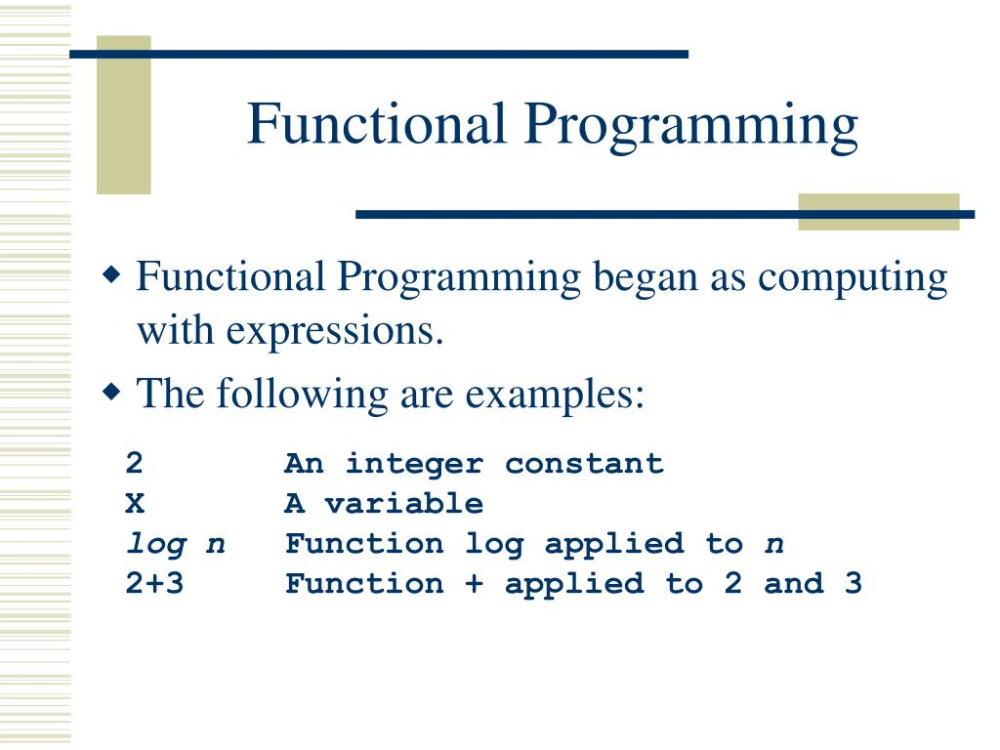 Functional Programming
Functional Programming began as computing
with expressions.
The following are examples:
2 An integer constant
X A variable
log n Function log applied to n
2+3 Function + applied to 2 and 3